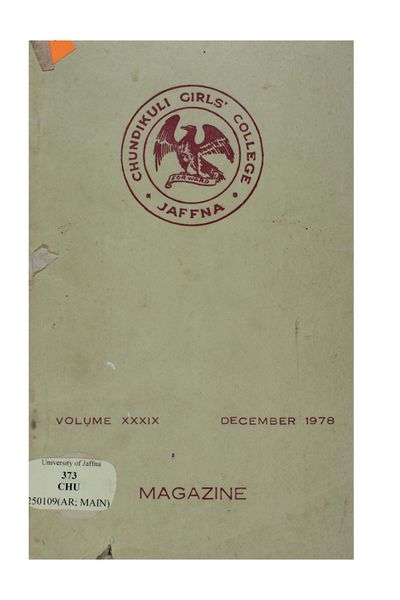 CHUNDIKULI GIRLS' COLLEGE
FORWARD
* JAFFNA *
VOLUME XXXIX DECEMBER 1978
University of Jaffna
373
CHU
250109(AR; MAIN)
MAGAZINE